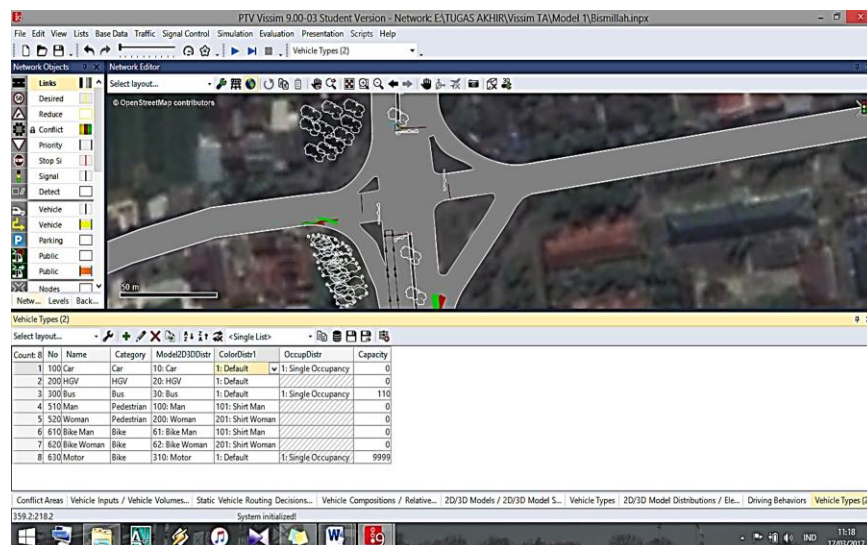 PTV Vissim 9.00-03 Student Version - Network: E:\TUGAS AKHIR\Vissim TA\Model 1\Bismillah.inpx
File Edit View Lists Base Data Traffic Signal Control Simulation Evaluation Presentation Scripts Help
Vehicle Types (2)
Network Objects
Network Editor
Links
Select layout...
© OpenStreetMap contributors
Desired
Reduce
Conflict
Priority
Stop Si
Signal
Detect
Vehicle
Vehicle
Parking
Public
Public
Nodes
50 m
Netw... Levels Back...
Vehicle Types (2)
Select layout... <Single List>
Count: 8 No Name Category Model2D3DDistr ColorDistr1 OccupDistr Capacity
1 100 Car Car 10: Car 1: Default 1: Single Occupancy 0
2 200 HGV HGV 20: HGV 1: Default 0
3 300 Bus Bus 30: Bus 1: Default 1: Single Occupancy 110
4 510 Man Pedestrian 100: Man 101: Shirt Man 0
5 520 Woman Pedestrian 200: Woman 201: Shirt Woman 0
6 610 Bike Man Bike 61: Bike Man 101: Shirt Man 0
7 620 Bike Woman Bike 62: Bike Woman 201: Shirt Woman 0
8 630 Motor Bike 310: Motor 1: Default 1: Single Occupancy 9999
Conflict Areas Vehicle Inputs / Vehicle Volumes... Static Vehicle Routing Decisions... Vehicle Compositions / Relative... 2D/3D Models / 2D/3D Model S... Vehicle Types 2D/3D Model Distributions / Ele... Driving Behaviors Vehicle Types (2
359.2:218.2 System initialized!
IND
11:18
17/03/2017